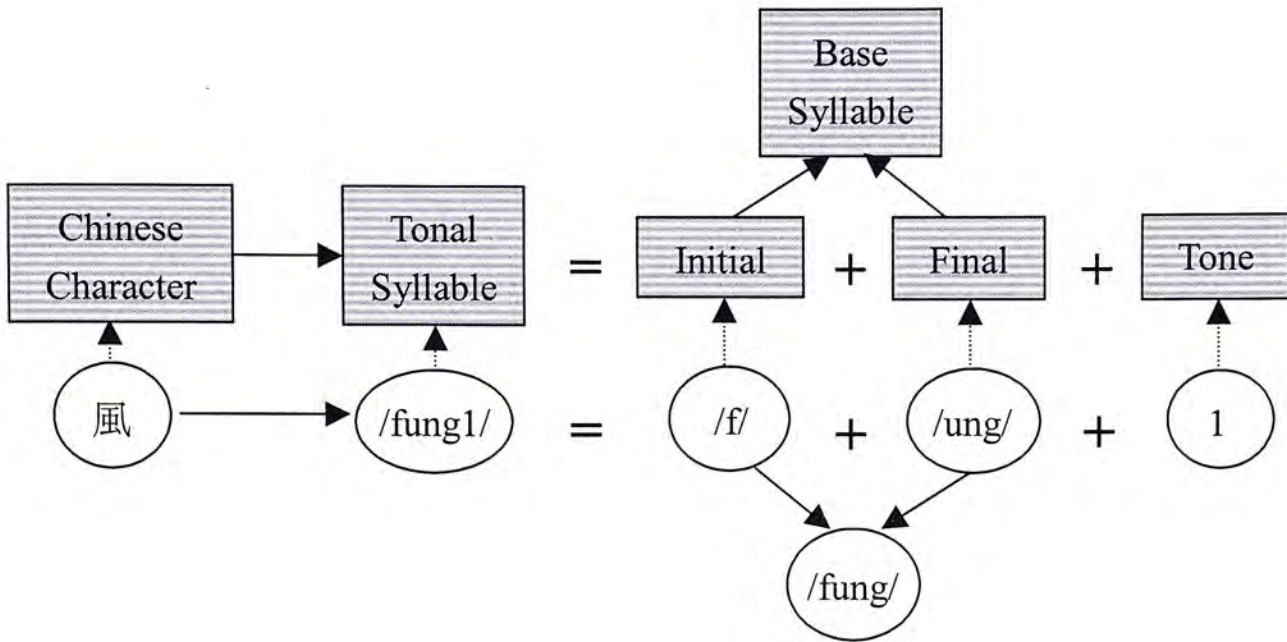 Base
Syllable
Chinese
Character
Tonal
Syllable
=
Initial
+
Final
+
Tone
風
/fung1/
=
/f/
+
/ung/
+
1
/fung/